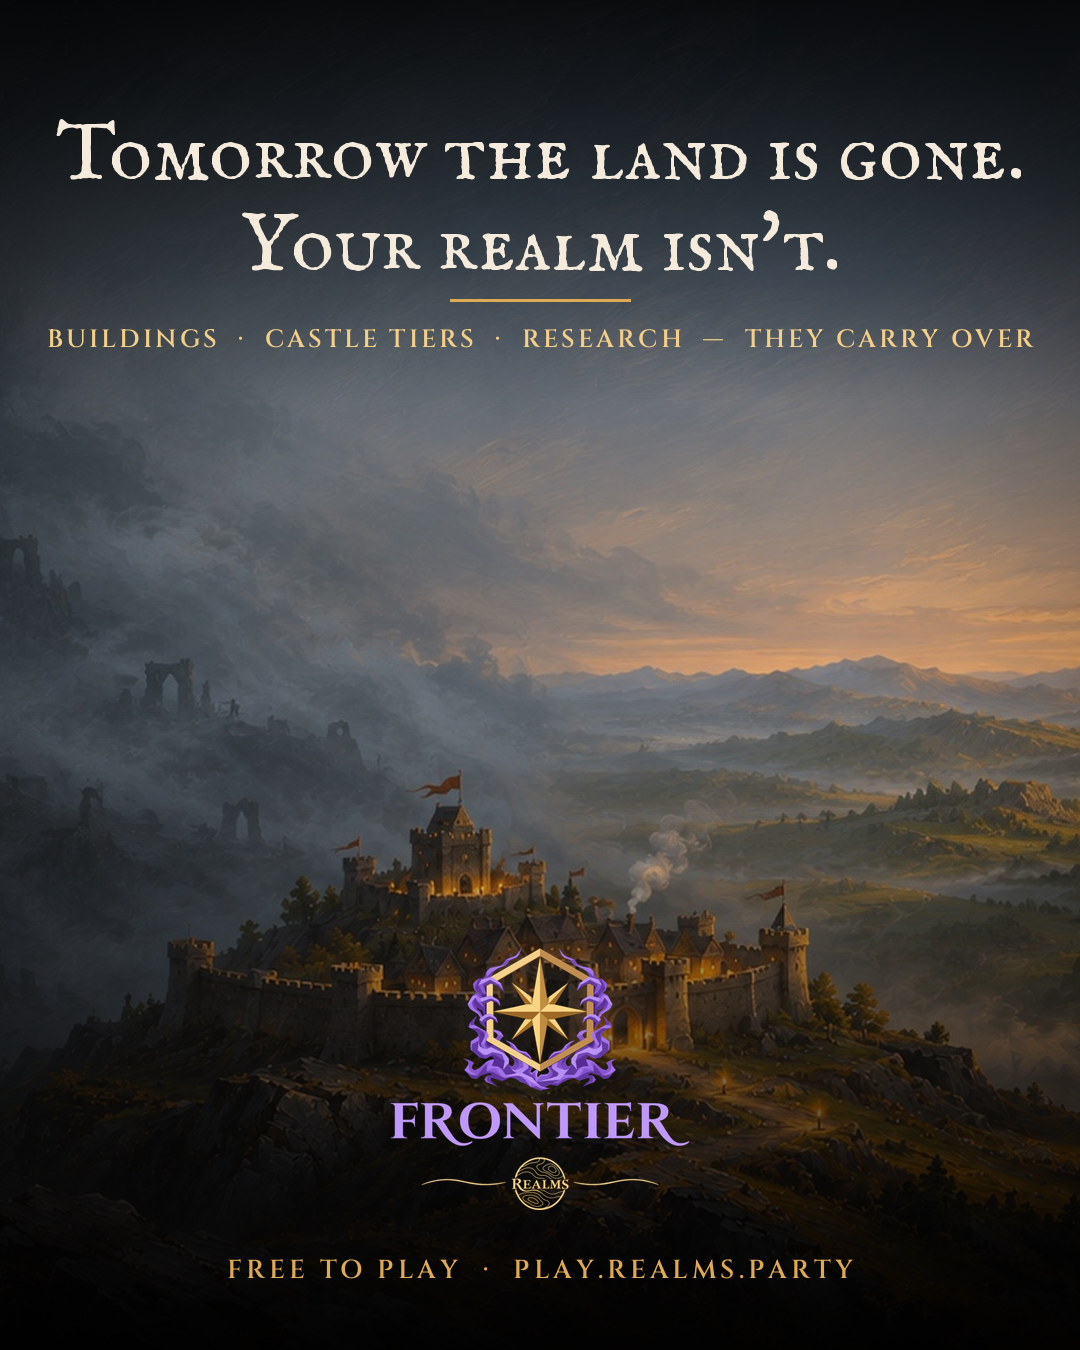 Tomorrow the land is gone.
Your realm isn't.
BUILDINGS · CASTLE TIERS · RESEARCH — THEY CARRY OVER
FRONTIER
REALMS
FREE TO PLAY · PLAY.REALMS.PARTY